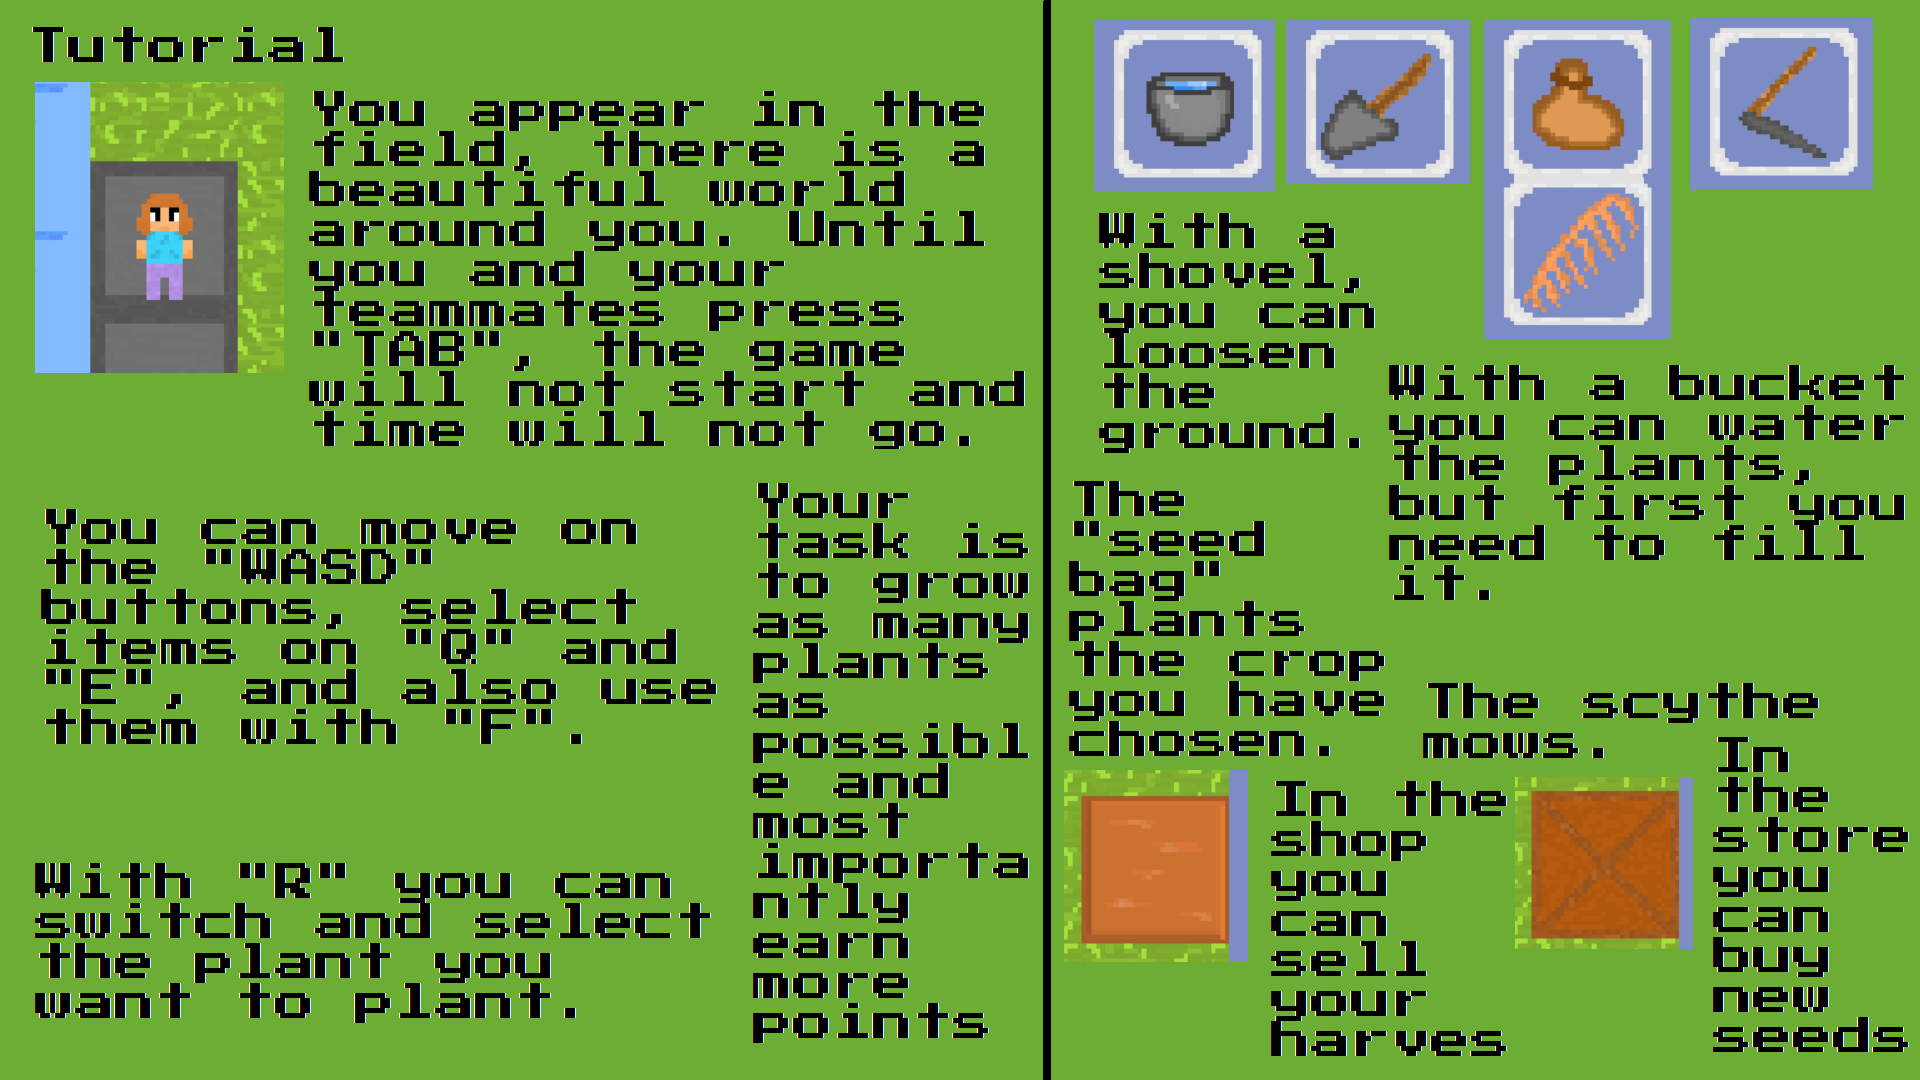 Tutorial
You appear in the
field, there is a
beautiful world
around you. Until
you and your
teammates press
"TAB", the game
will not start and
time will not go.
You can move on
the "WASD"
buttons, select
items on "Q" and
"E", and also use
them with "F".
With "R" you can
switch and select
the plant you
want to plant.
Your
task is
to grow
as many
plants
as
possibl
e and
most
importa
ntly
earn
more
points
With a
shovel,
you can
loosen
the
ground.
With a bucket
you can water
the plants,
but first you
need to fill
it.
The
"seed
bag"
plants
the crop
you have
chosen.
The scythe
mows.
In the
shop
you
can
sell
your
harves
In
the
store
you
can
buy
new
seeds